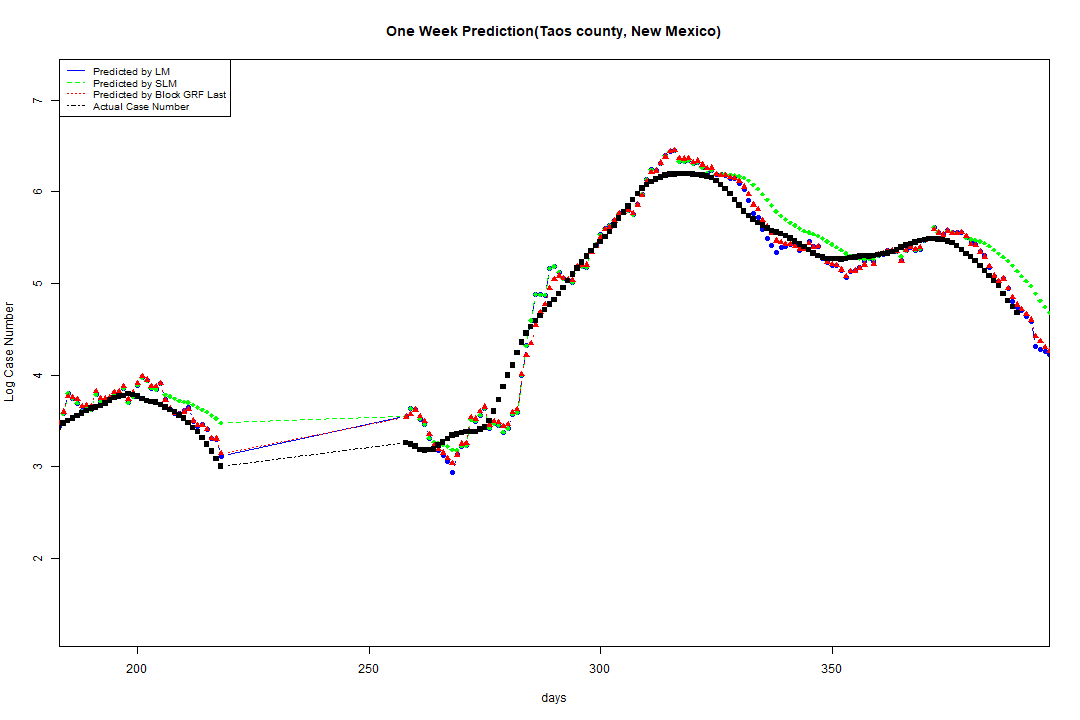 One Week Prediction(Taos county, New Mexico)
Predicted by LM
Predicted by SLM
Predicted by Block GRF Last
Actual Case Number
7
6
5
4
3
2
Log Case Number
200
250
300
350
days